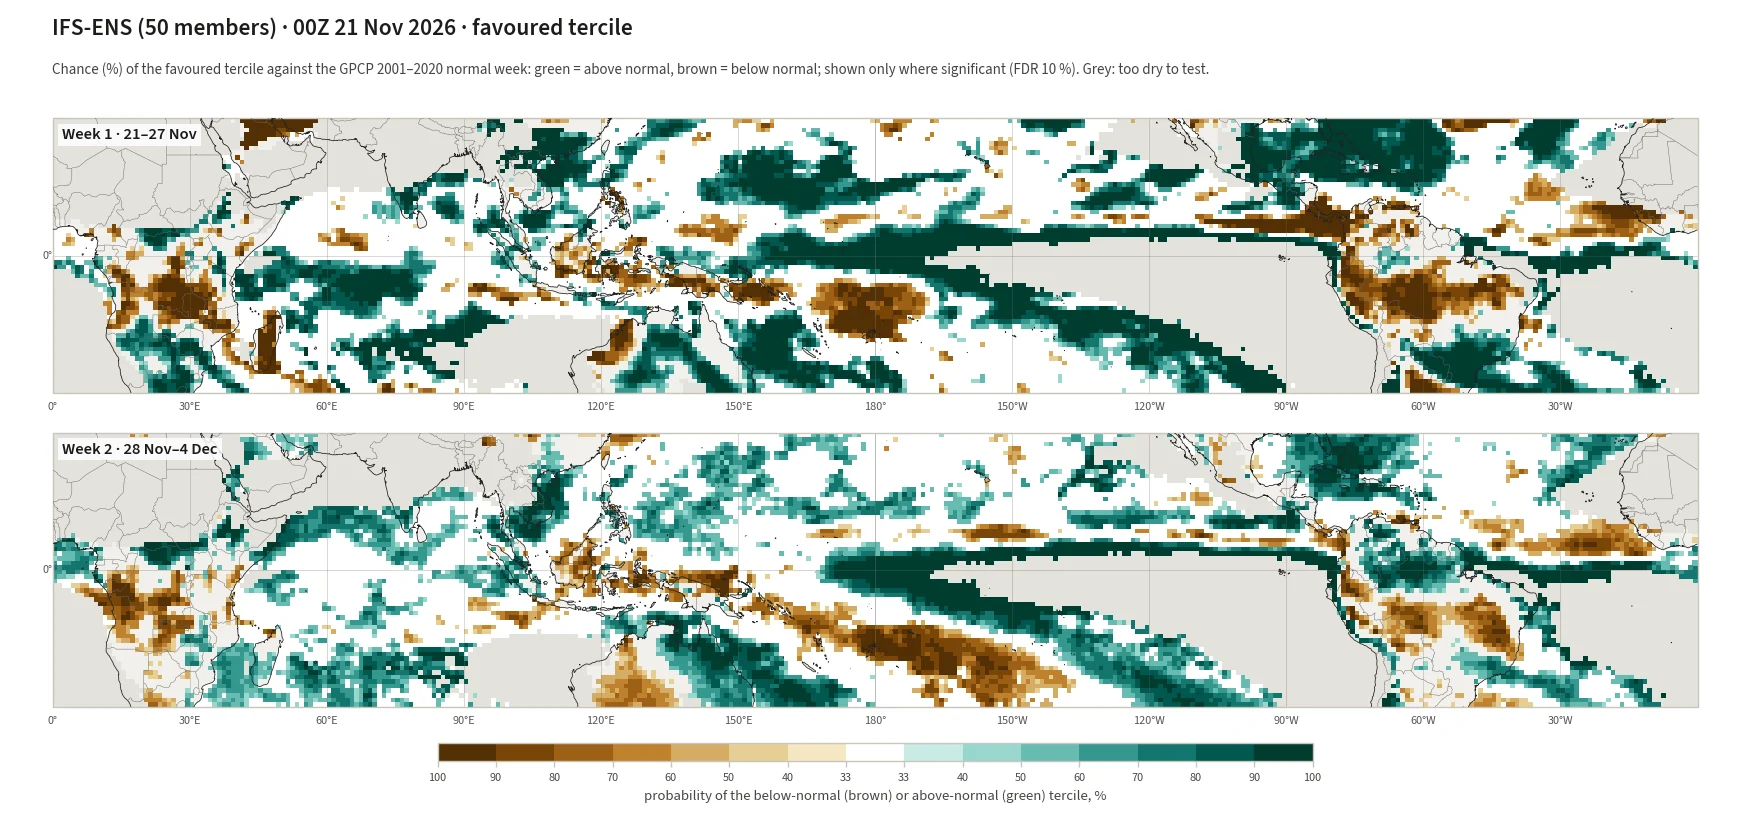 IFS-ENS (50 members) · 00Z 21 Nov 2026 · favoured tercile
Chance (%) of the favoured tercile against the GPCP 2001–2020 normal week: green = above normal, brown = below normal; shown only where significant (FDR 10 %). Grey: too dry to test.
Week 1 · 21–27 Nov
0°
0° 30°E 60°E 90°E 120°E 150°E 180° 150°W 120°W 90°W 60°W 30°W
Week 2 · 28 Nov–4 Dec
0°
0° 30°E 60°E 90°E 120°E 150°E 180° 150°W 120°W 90°W 60°W 30°W
100 90 80 70 60 50 40 33 33 40 50 60 70 80 90 100
probability of the below-normal (brown) or above-normal (green) tercile, %